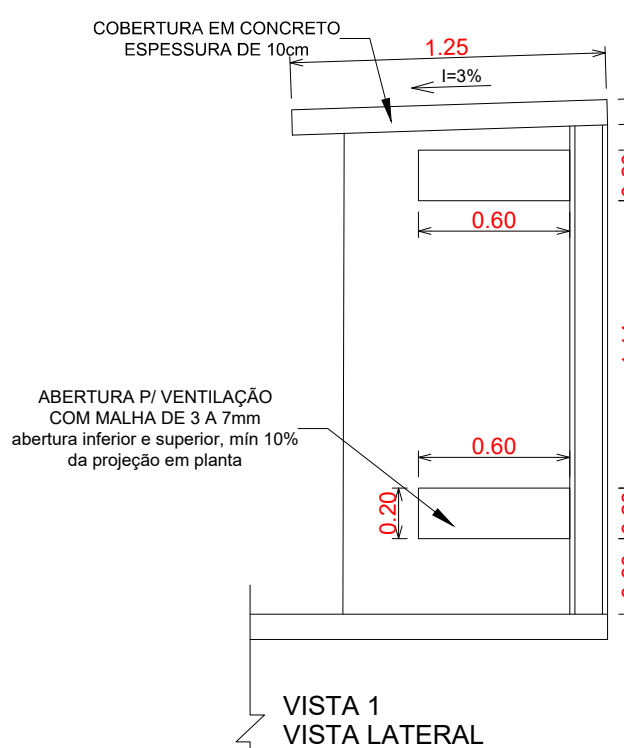 COBERTURA EM CONCRETO
ESPESSURA DE 10cm
1.25
I=3%
0.60
ABERTURA P/ VENTILAÇÃO
COM MALHA DE 3 A 7mm
abertura inferior e superior, mín 10%
da projeção em planta
0.60
0.20
VISTA 1
VISTA LATERAL